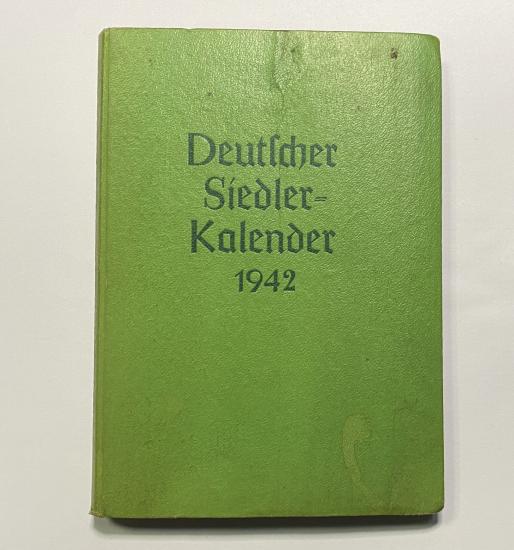 Deutſcher
Siedler-
Kalender
1942